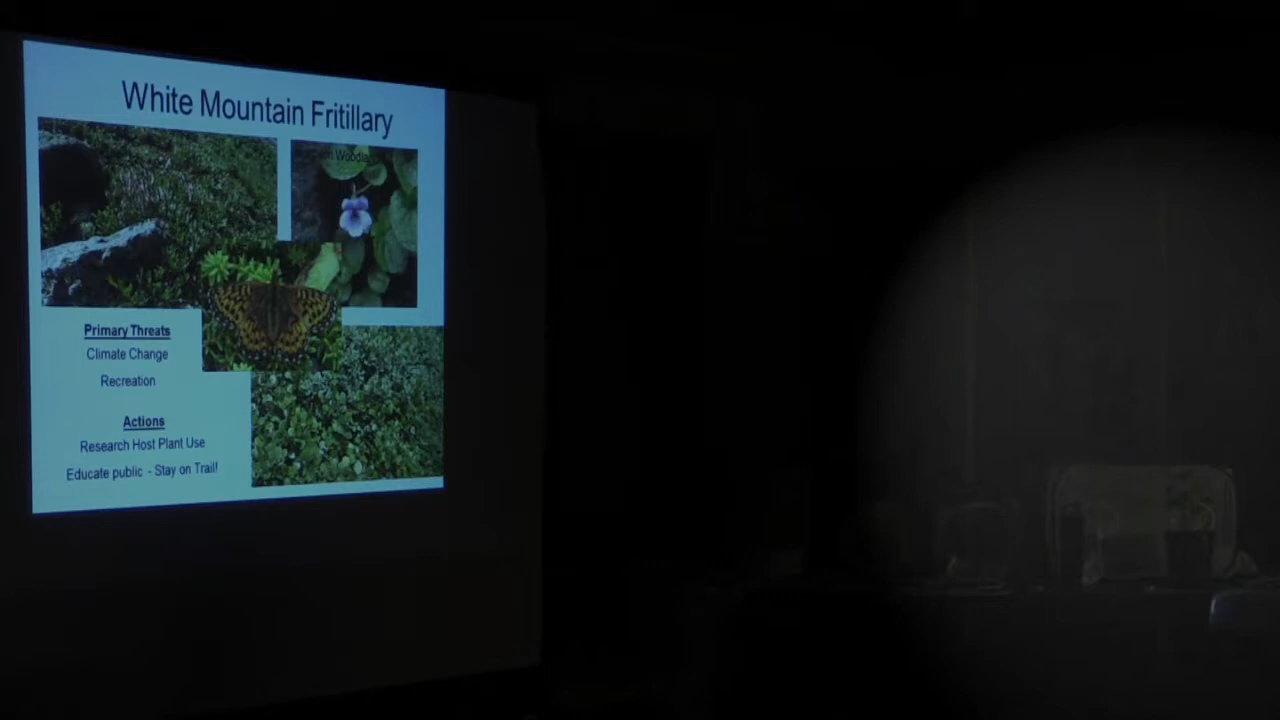 White Mountain Fritillary
Primary Threats
Climate Change
Recreation
Actions
Research Host Plant Use
Educate public - Stay on Trail!